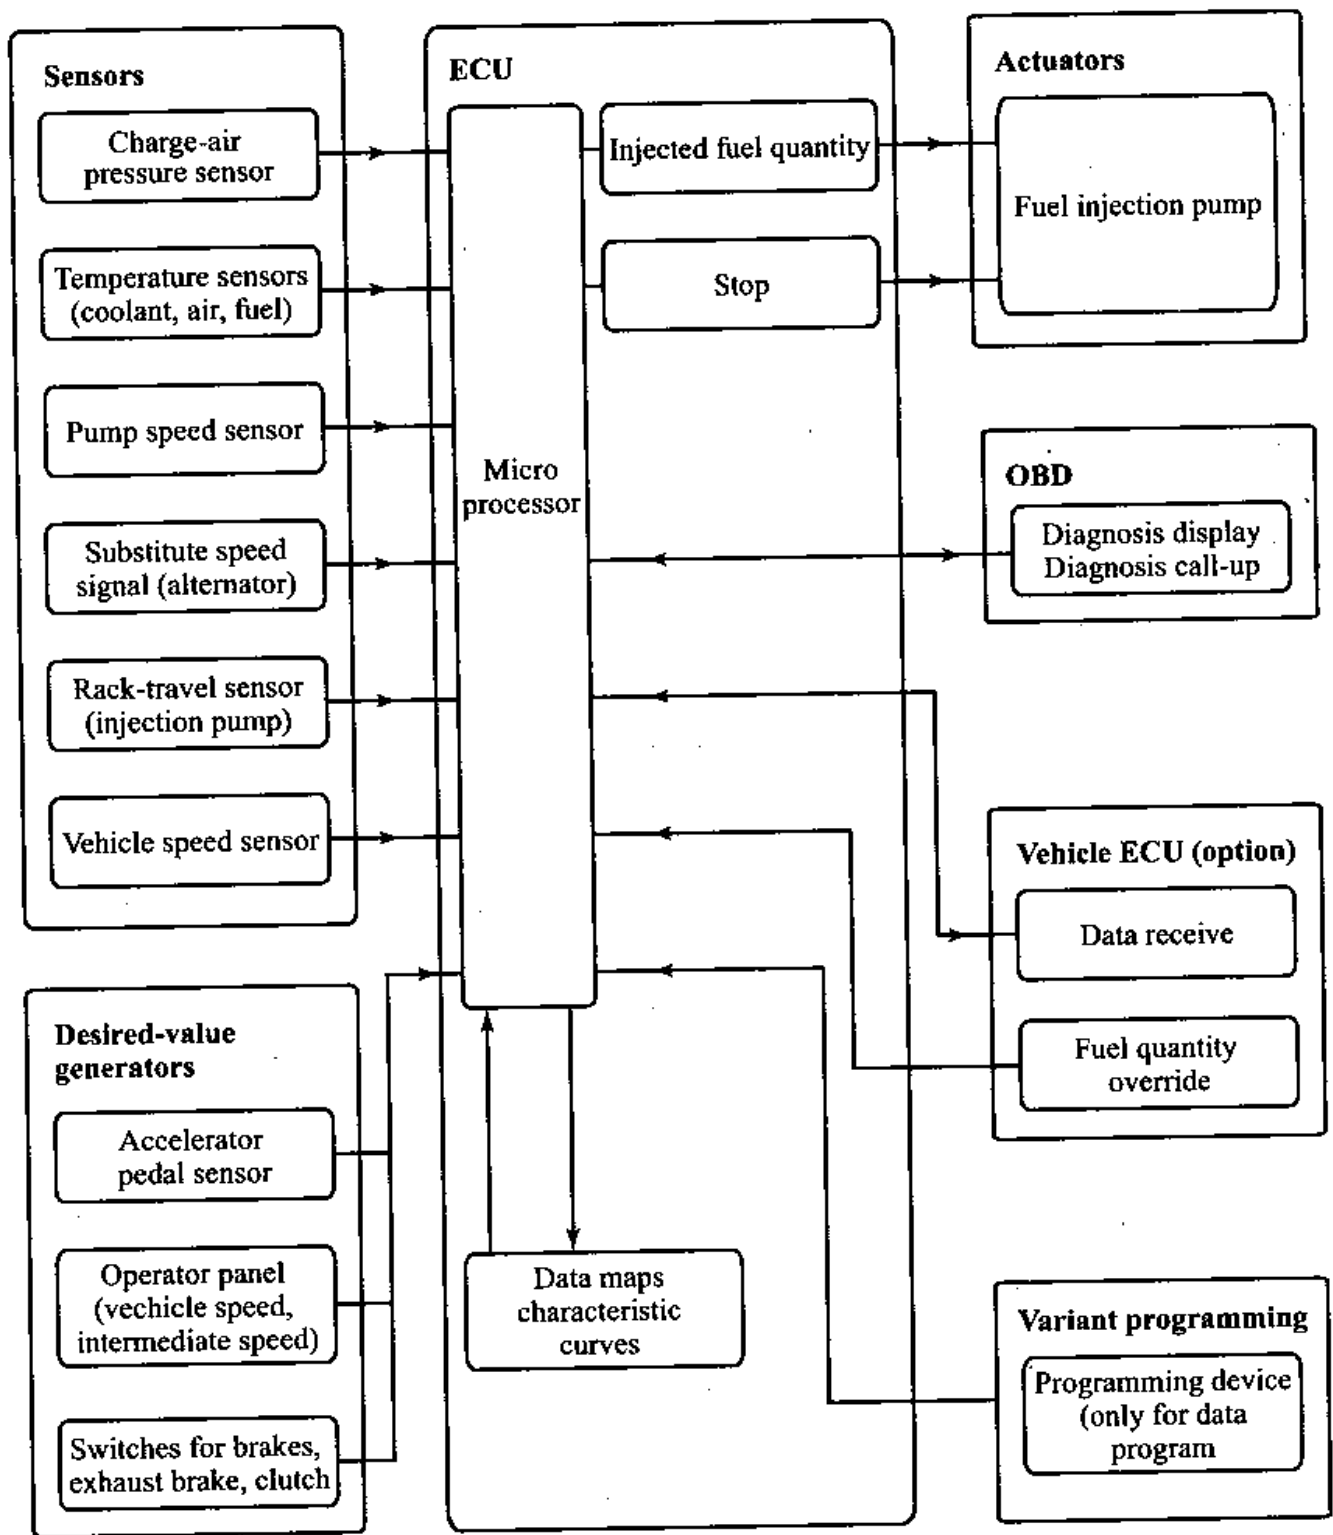 Sensors
Charge-air
pressure sensor
Temperature sensors
(coolant, air, fuel)
Pump speed sensor
Substitute speed
signal (alternator)
Rack-travel sensor
(injection pump)
Vehicle speed sensor
Desired-value
generators
Accelerator
pedal sensor
Operator panel
(vechicle speed,
intermediate speed)
Switches for brakes,
exhaust brake, clutch
ECU
Micro
processor
Injected fuel quantity
Stop
Data maps
characteristic
curves
Actuators
Fuel injection pump
OBD
Diagnosis display
Diagnosis call-up
Vehicle ECU (option)
Data receive
Fuel quantity
override
Variant programming
Programming device
(only for data
program